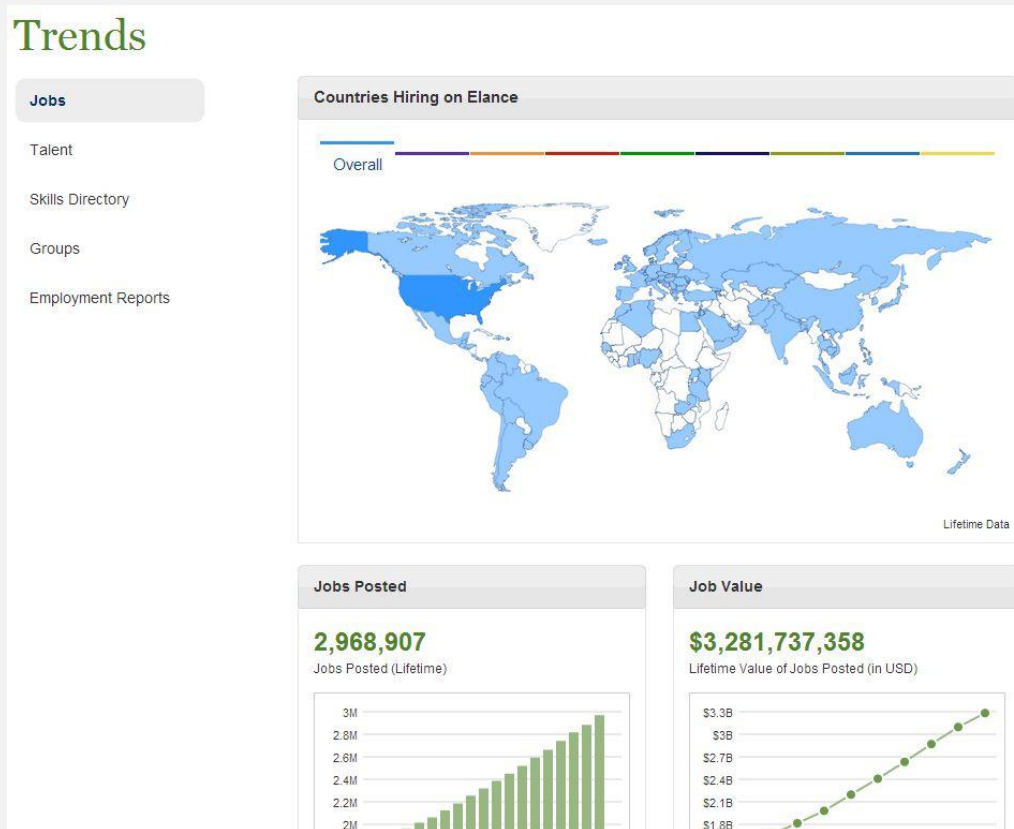 Trends
Jobs
Talent
Skills Directory
Groups
Employment Reports
Countries Hiring on Elance
Overall
Lifetime Data
Jobs Posted
2,968,907
Jobs Posted (Lifetime)
3M
2.8M
2.6M
2.4M
2.2M
2M
Job Value
$3,281,737,358
Lifetime Value of Jobs Posted (in USD)
$3.3B
$3B
$2.7B
$2.4B
$2.1B
$1.8B